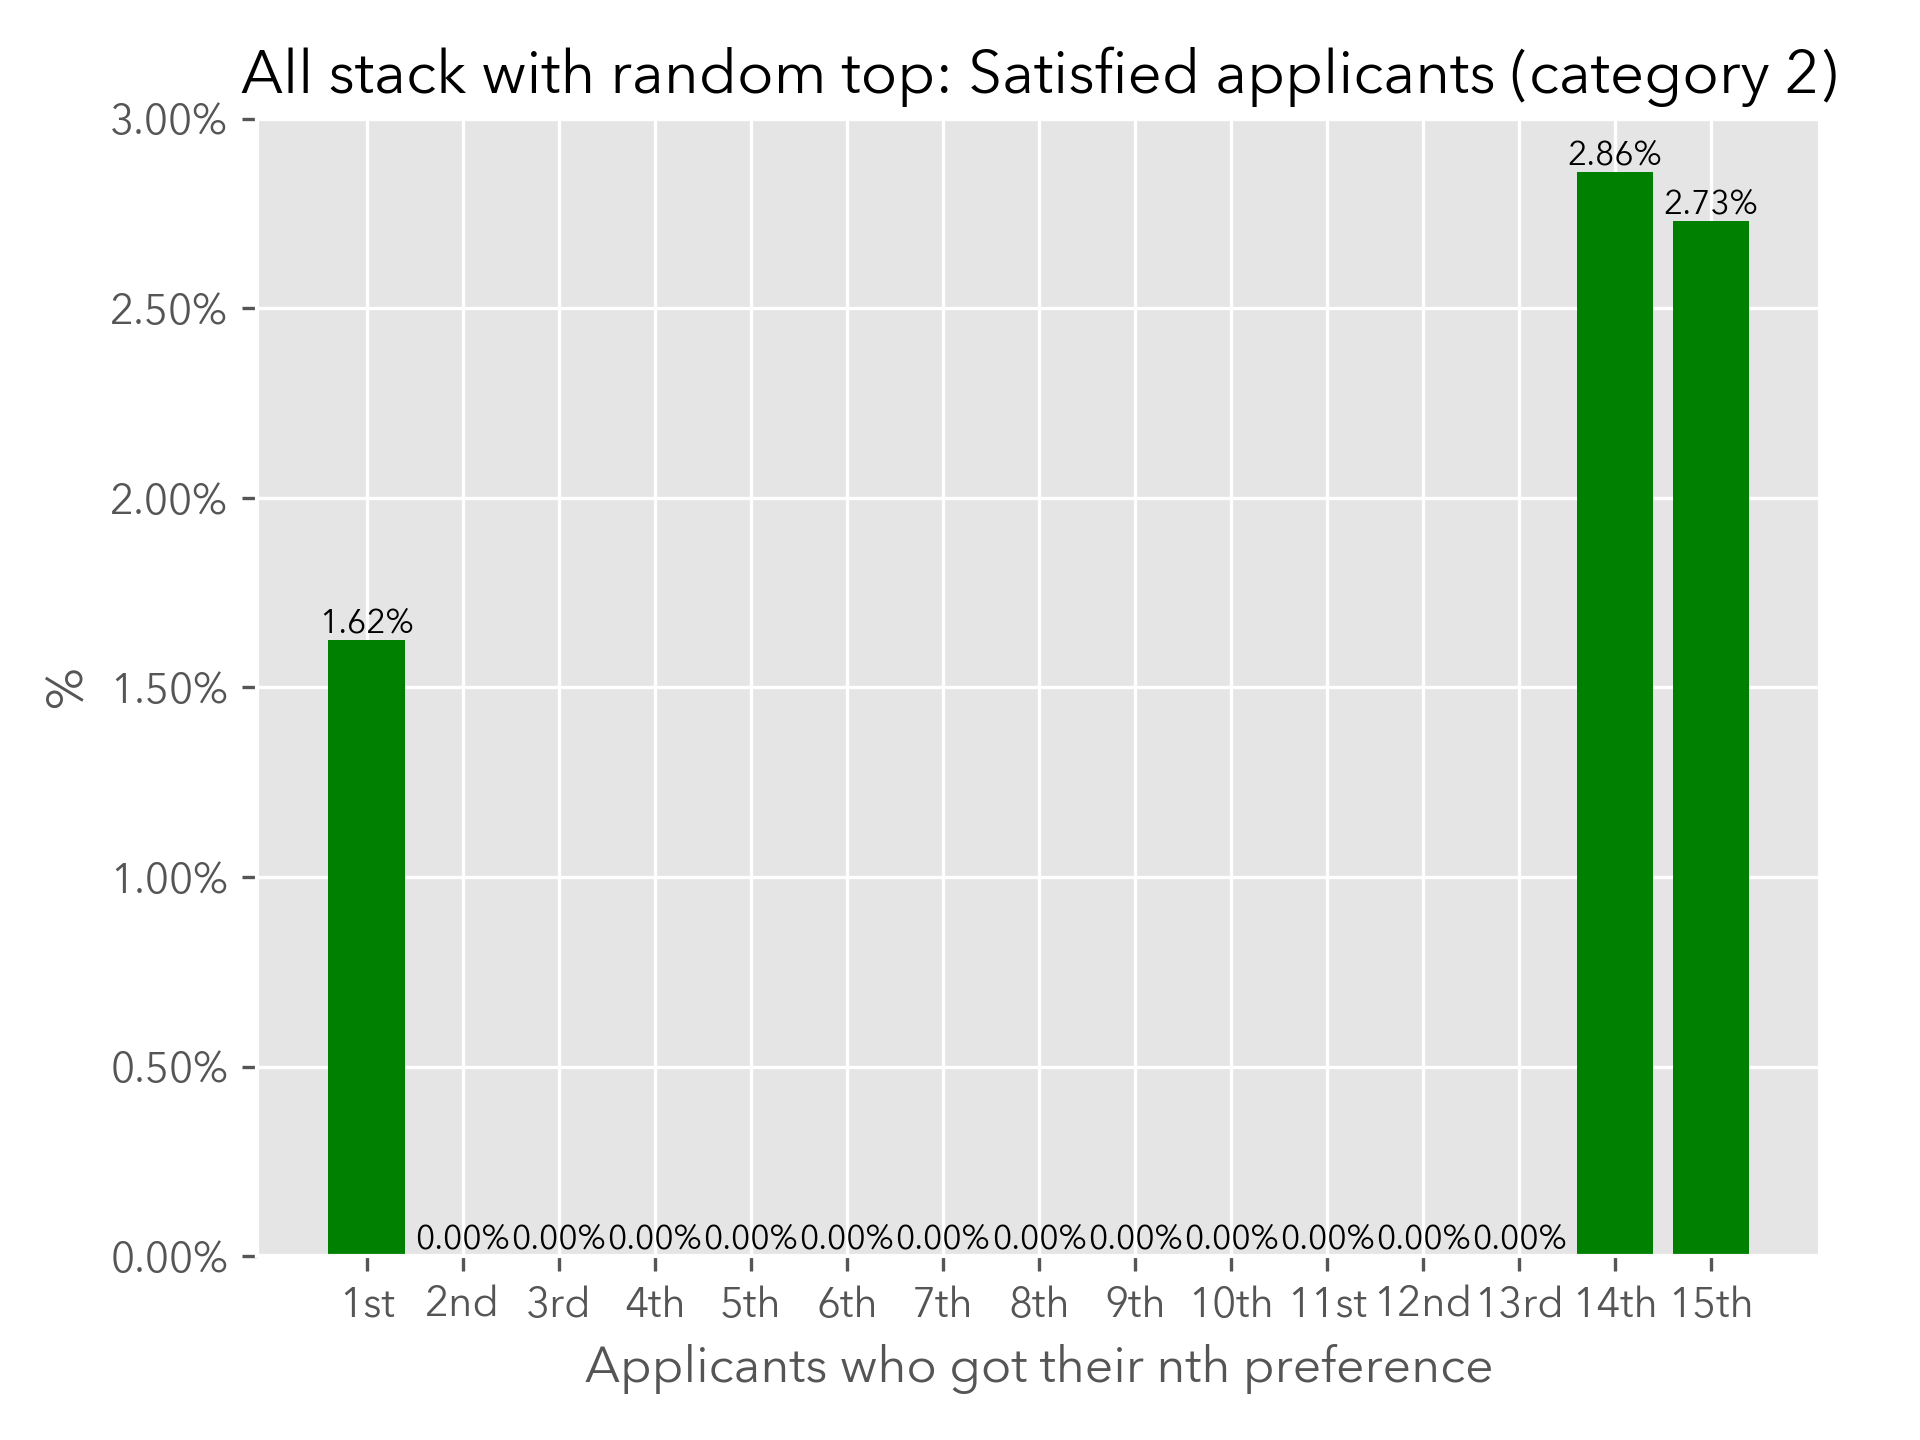 All stack with random top: Satisfied applicants (category 2)
3.00%
2.50%
2.00%
1.50%
1.00%
0.50%
0.00%
%
1.62%
0.00% 0.00% 0.00% 0.00% 0.00% 0.00% 0.00% 0.00% 0.00% 0.00% 0.00% 0.00%
2.86%
2.73%
1st 2nd 3rd 4th 5th 6th 7th 8th 9th 10th 11st 12nd 13rd 14th 15th
Applicants who got their nth preference